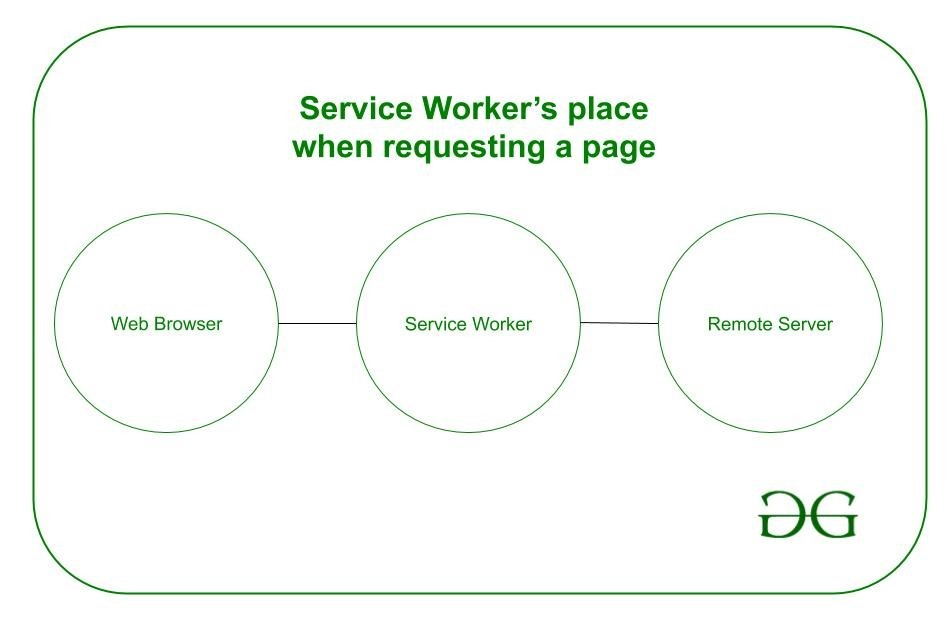 Service Worker’s place
when requesting a page
Web Browser
Service Worker
Remote Server